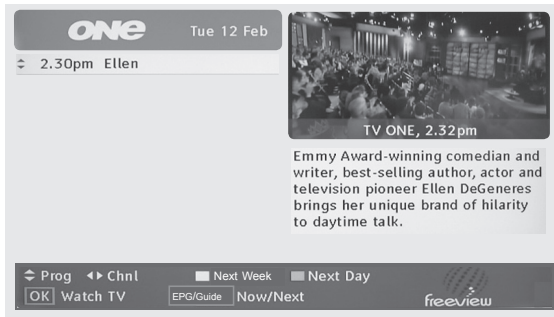 ONE Tue 12 Feb
2.30pm Ellen
TV ONE, 2.32pm
Emmy Award-winning comedian and
writer, best-selling author, actor and
television pioneer Ellen DeGeneres
brings her unique brand of hilarity
to daytime talk.
Prog Chnl Next Week Next Day
OK Watch TV EPG/Guide Now/Next freeview